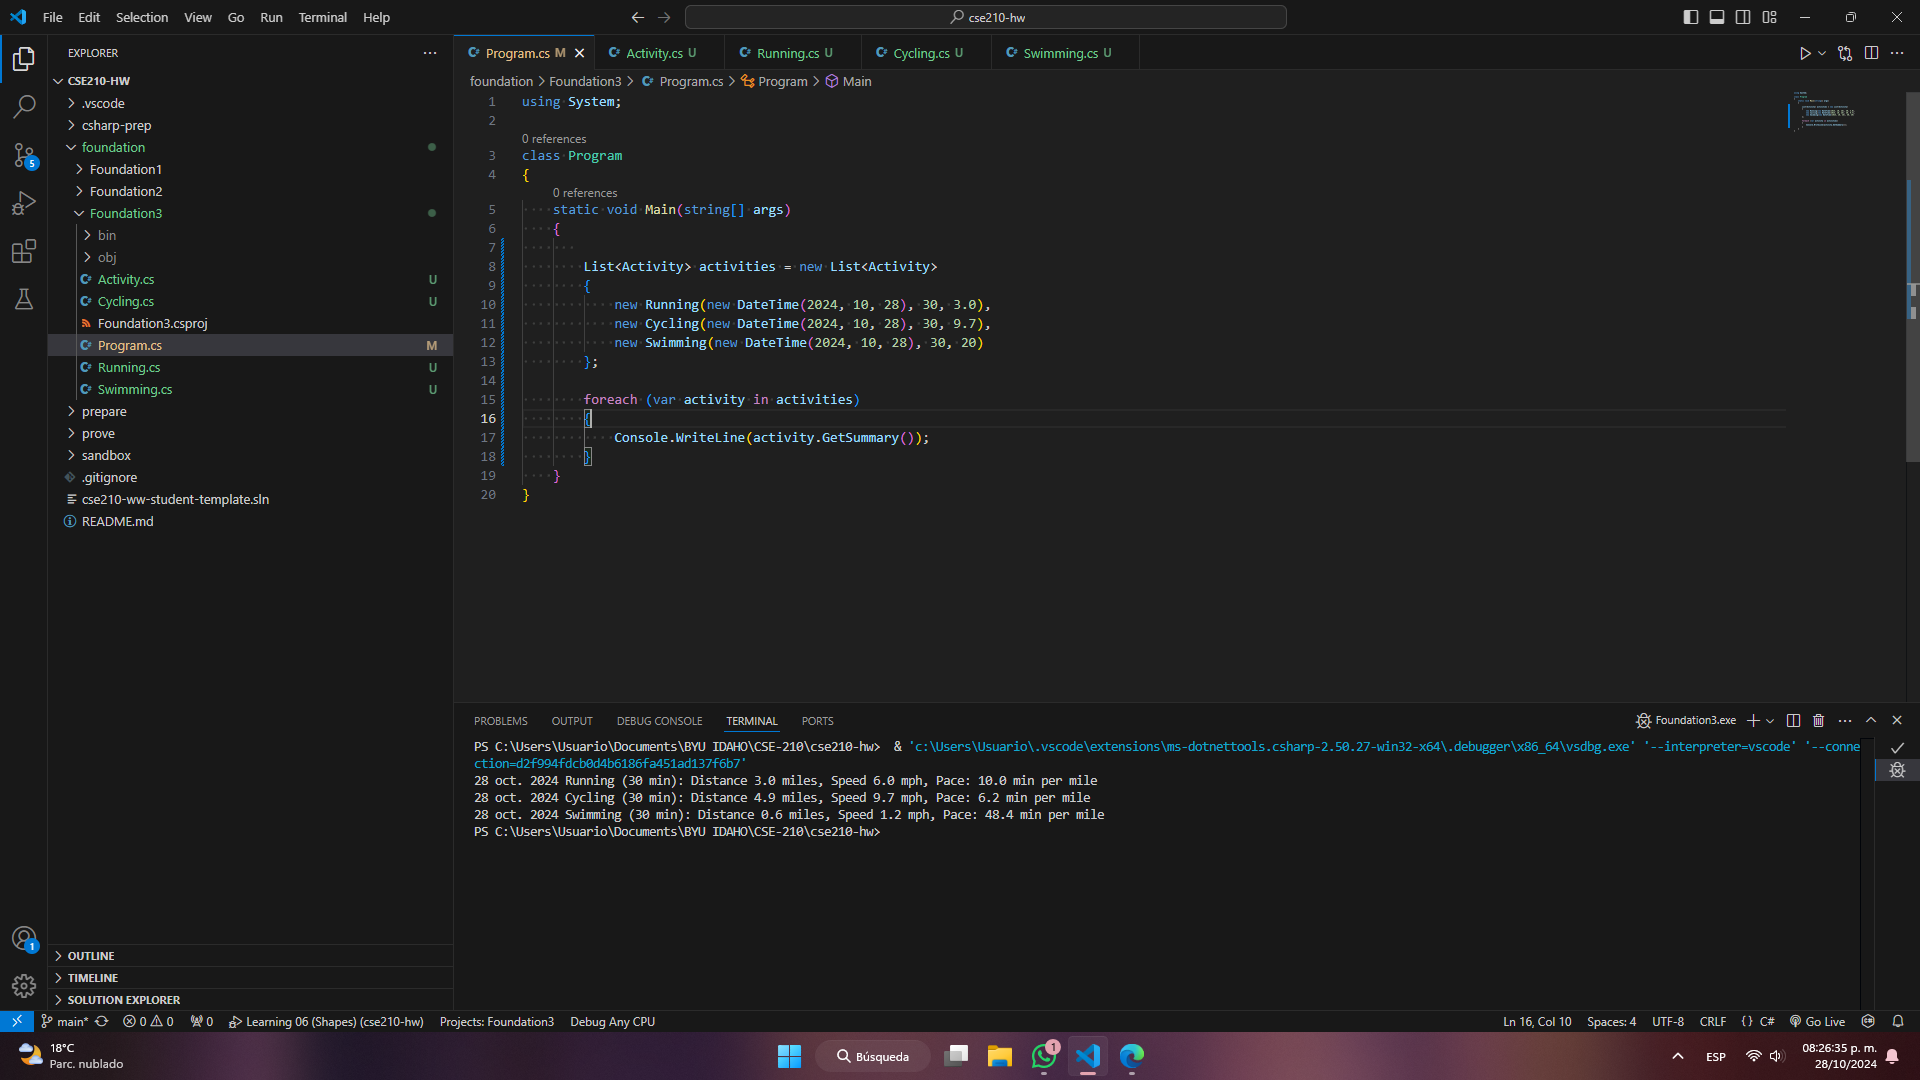 File Edit Selection View Go Run Terminal Help
cse210-hw
EXPLORER
Program.cs M
Activity.cs U
Running.cs U
Cycling.cs U
Swimming.cs U
foundation > Foundation3 > Program.cs > Program > Main
CSE210-HW
.vscode
csharp-prep
foundation
Foundation1
Foundation2
Foundation3
bin
obj
Activity.cs U
Cycling.cs U
Foundation3.csproj
Program.cs M
Running.cs U
Swimming.cs U
prepare
prove
sandbox
.gitignore
cse210-ww-student-template.sln
README.md
OUTLINE
TIMELINE
SOLUTION EXPLORER
5
1
1 using System;
2
0 references
3 class Program
4 {
0 references
5 static void Main(string[] args)
6 {
7
8 List<Activity> activities = new List<Activity>
9 {
10 new Running(new DateTime(2024, 10, 28), 30, 3.0),
11 new Cycling(new DateTime(2024, 10, 28), 30, 9.7),
12 new Swimming(new DateTime(2024, 10, 28), 30, 20)
13 };
14
15 foreach (var activity in activities)
16 {
17 Console.WriteLine(activity.GetSummary());
18 }
19 }
20 }
PROBLEMS OUTPUT DEBUG CONSOLE TERMINAL PORTS
Foundation3.exe
PS C:\Users\Usuario\Documents\BYU IDAHO\CSE-210\cse210-hw>  & 'c:\Users\Usuario\.vscode\extensions\ms-dotnettools.csharp-2.50.27-win32-x64\.debugger\x86_64\vsdbg.exe' '--interpreter=vscode' '--conne
ction=d2f994fdcb0d4b6186fa451ad137f6b7'
28 oct. 2024 Running (30 min): Distance 3.0 miles, Speed 6.0 mph, Pace: 10.0 min per mile
28 oct. 2024 Cycling (30 min): Distance 4.9 miles, Speed 9.7 mph, Pace: 6.2 min per mile
28 oct. 2024 Swimming (30 min): Distance 0.6 miles, Speed 1.2 mph, Pace: 48.4 min per mile
PS C:\Users\Usuario\Documents\BYU IDAHO\CSE-210\cse210-hw>
main* 0 0 0 Learning 06 (Shapes) (cse210-hw) Projects: Foundation3 Debug Any CPU
Ln 16, Col 10 Spaces: 4 UTF-8 CRLF {} C# Go Live
18°C
Parc. nublado
Búsqueda
1
ESP
08:26:35 p. m.
28/10/2024